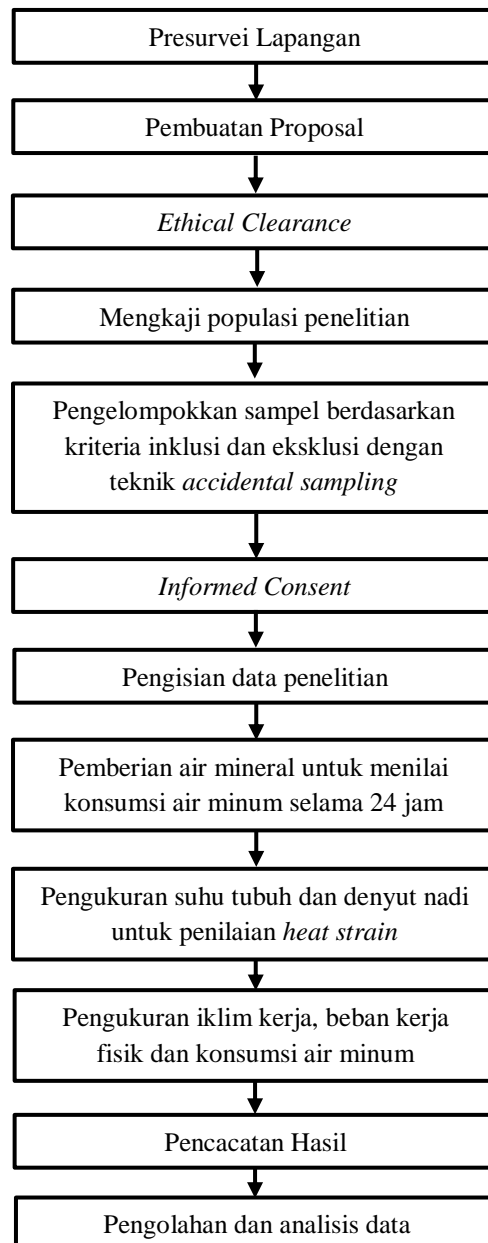 Presurvei Lapangan
Pembuatan Proposal
Ethical Clearance
Mengkaji populasi penelitian
Pengelompokkan sampel berdasarkan
kriteria inklusi dan eksklusi dengan
teknik accidental sampling
Informed Consent
Pengisian data penelitian
Pemberian air mineral untuk menilai
konsumsi air minum selama 24 jam
Pengukuran suhu tubuh dan denyut nadi
untuk penilaian heat strain
Pengukuran iklim kerja, beban kerja
fisik dan konsumsi air minum
Pencacatan Hasil
Pengolahan dan analisis data